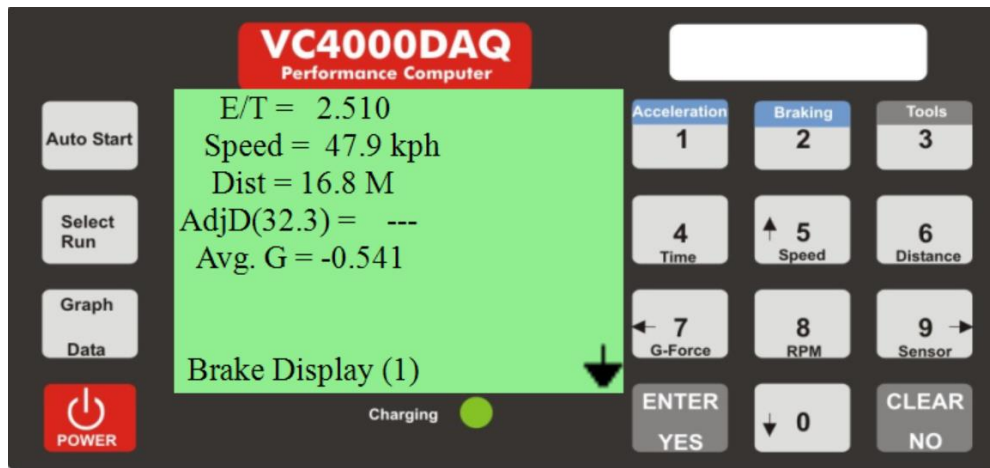 VC4000DAQ
Performance Computer
Auto Start
Select
Run
Graph
Data
POWER
E/T = 2.510
Speed = 47.9 kph
Dist = 16.8 M
AdjD(32.3) = ---
Avg. G = -0.541
Brake Display (1)
Charging
Acceleration
1
Braking
2
Tools
3
4
Time
5
Speed
6
Distance
7
G-Force
8
RPM
9
Sensor
ENTER
YES
0
CLEAR
NO